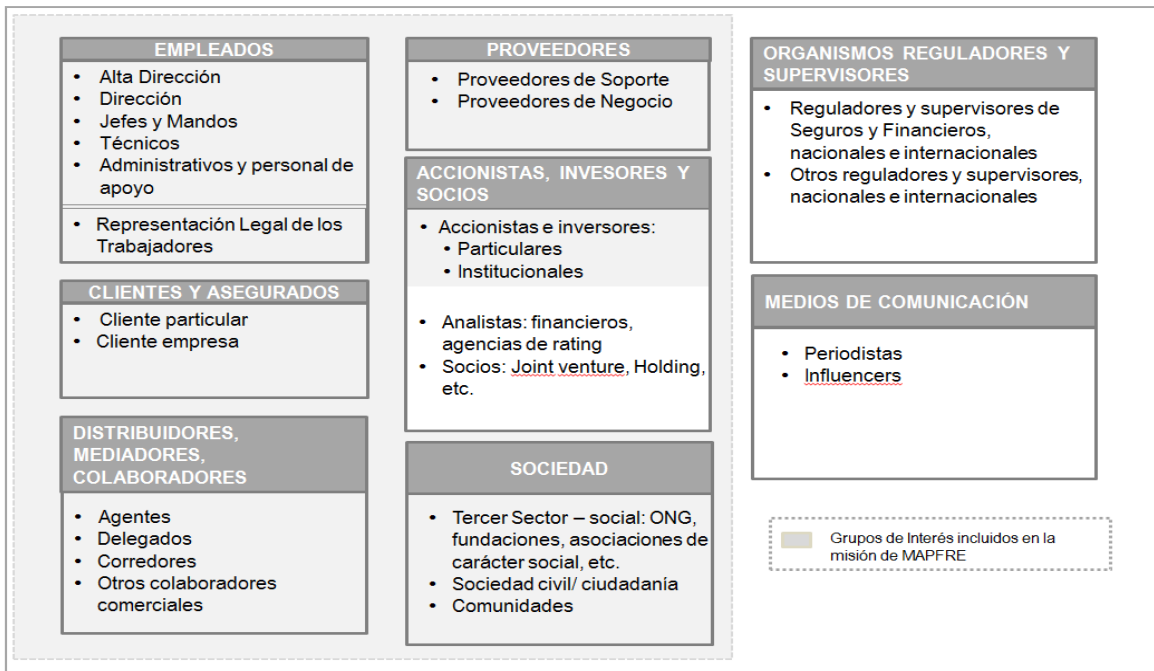 EMPLEADOS
• Alta Dirección
• Dirección
• Jefes y Mandos
• Técnicos
• Administrativos y personal de
apoyo
• Representación Legal de los
Trabajadores
CLIENTES Y ASEGURADOS
• Cliente particular
• Cliente empresa
DISTRIBUIDORES,
MEDIADORES,
COLABORADORES
• Agentes
• Delegados
• Corredores
• Otros colaboradores
comerciales
PROVEEDORES
• Proveedores de Soporte
• Proveedores de Negocio
ACCIONISTAS, INVESORES Y
SOCIOS
• Accionistas e inversores:
• Particulares
• Institucionales
• Analistas: financieros,
agencias de rating
• Socios: Joint venture, Holding,
etc.
SOCIEDAD
• Tercer Sector – social: ONG,
fundaciones, asociaciones de
carácter social, etc.
• Sociedad civil/ ciudadanía
• Comunidades
ORGANISMOS REGULADORES Y
SUPERVISORES
• Reguladores y supervisores de
Seguros y Financieros,
nacionales e internacionales
• Otros reguladores y supervisores,
nacionales e internacionales
MEDIOS DE COMUNICACIÓN
• Periodistas
• Influencers
Grupos de Interés incluidos en la
misión de MAPFRE